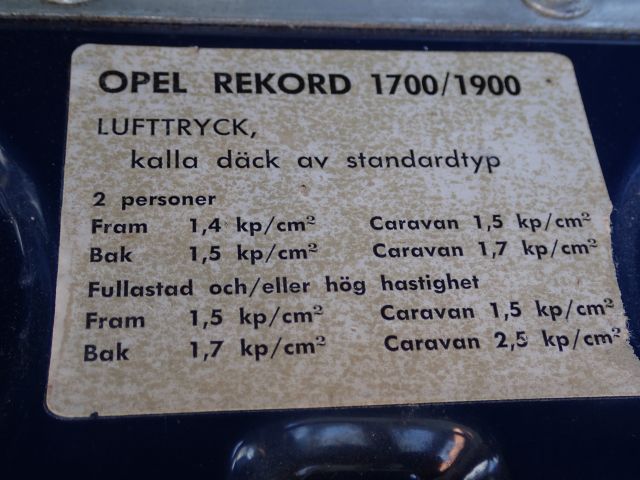 OPEL REKORD 1700/1900
LUFTTRYCK,
kalla däck av standardtyp
2 personer
Fram 1,4 kp/cm² Caravan 1,5 kp/cm²
Bak 1,5 kp/cm² Caravan 1,7 kp/cm²
Fullastad och/eller hög hastighet
Fram 1,5 kp/cm² Caravan 1,5 kp/cm²
Bak 1,7 kp/cm² Caravan 2,5 kp/cm²